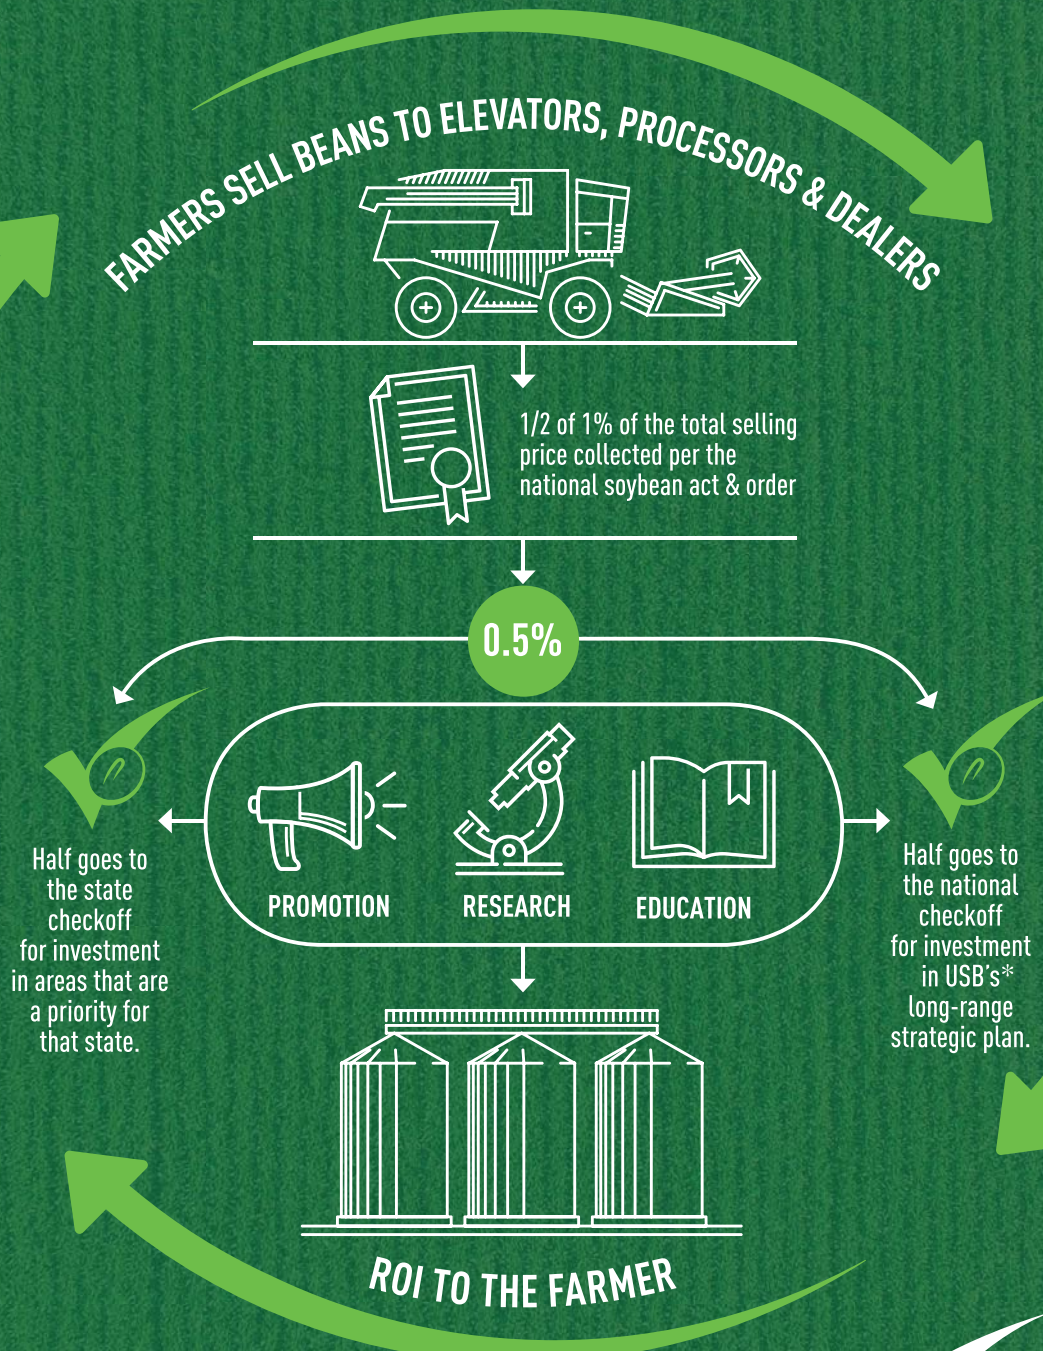 FARMERS SELL BEANS TO ELEVATORS, PROCESSORS & DEALERS
1/2 of 1% of the total selling
price collected per the
national soybean act & order
0.5%
PROMOTION
RESEARCH
EDUCATION
Half goes to
the state
checkoff
for investment
in areas that are
a priority for
that state.
Half goes to
the national
checkoff
for investment
in USB's*
long-range
strategic plan.
ROI TO THE FARMER